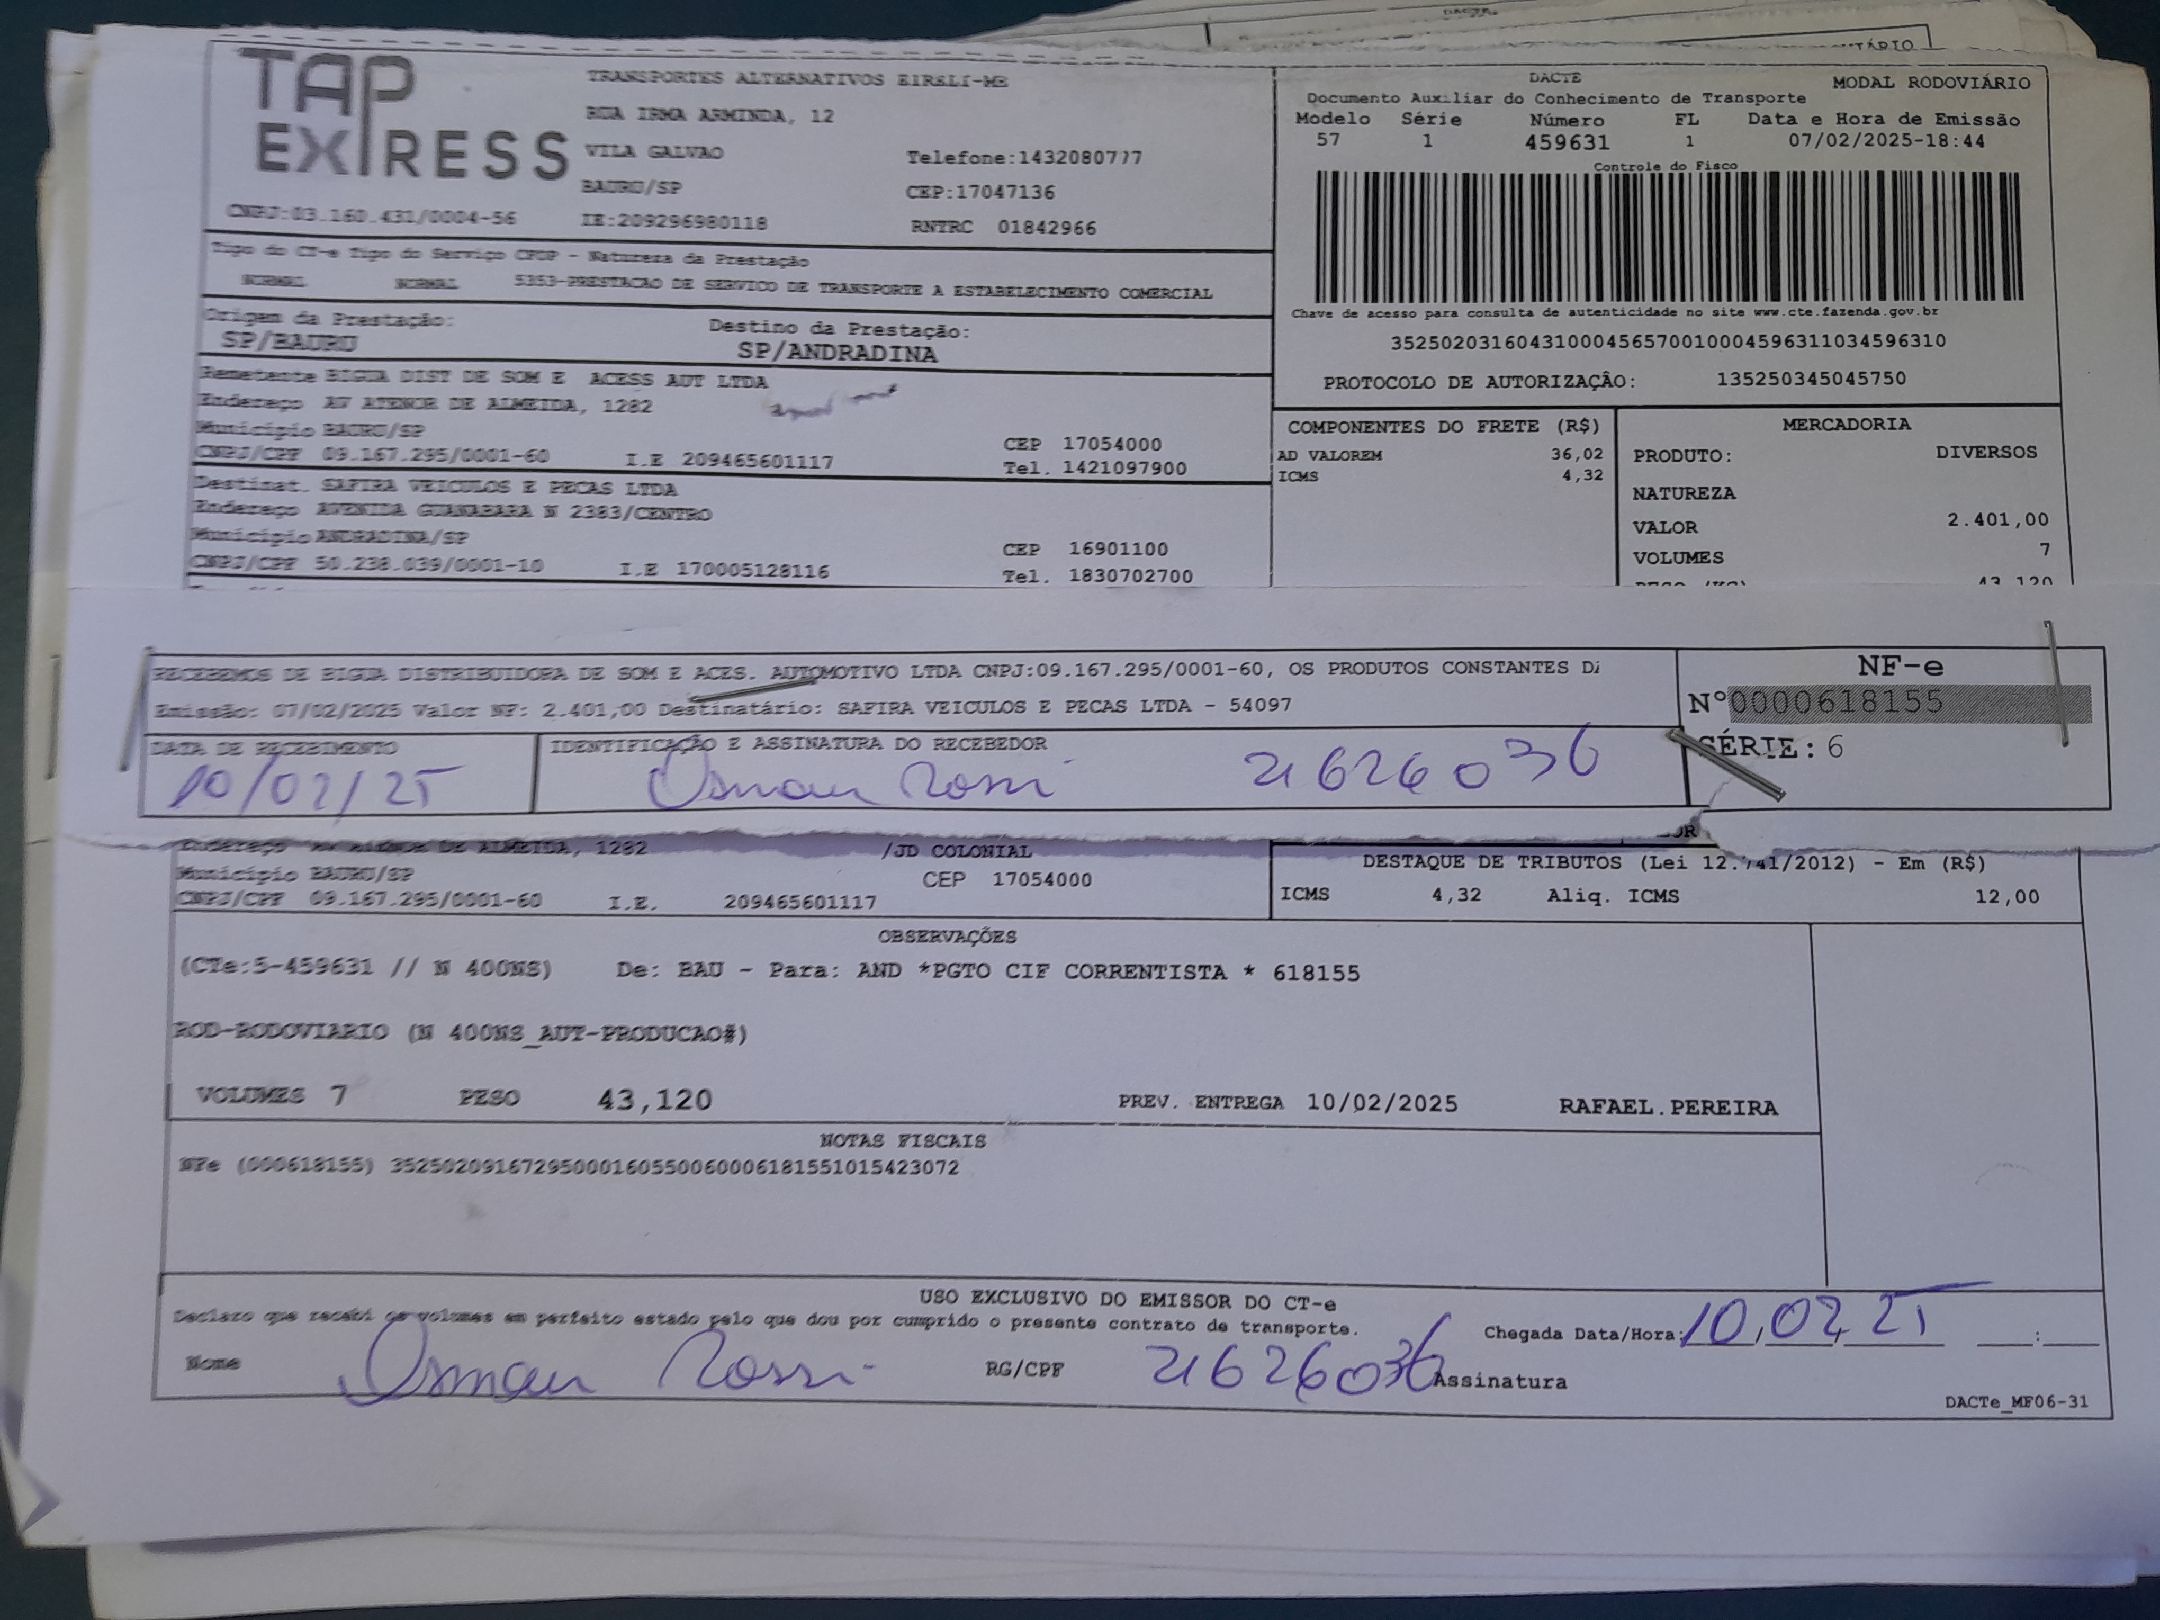 DACTE
TAP EXPRESS
TRANSPORTES ALTERNATIVOS EIRELI-ME
RUA IRMA ARMINDA, 12
VILA GALVAO Telefone:1432080777
BAURU/SP CEP:17047136
CNPJ:03.160.431/0004-56 IE:209296980118 RNTRC 01842966
DACTE MODAL RODOVIÁRIO
Documento Auxiliar do Conhecimento de Transporte
Modelo Série Número FL Data e Hora de Emissão
57 1 459631 1 07/02/2025-18:44
Controle do Fisco
Chave de acesso para consulta de autenticidade no site www.cte.fazenda.gov.br
35250203160431000456570010004596311034596310
PROTOCOLO DE AUTORIZAÇÃO: 135250345045750
Tipo do CT-e Tipo do Serviço CFOP - Natureza da Prestação
NORMAL NORMAL 5353-PRESTACAO DE SERVICO DE TRANSPORTE A ESTABELECIMENTO COMERCIAL
Origem da Prestação: Destino da Prestação:
SP/BAURU SP/ANDRADINA
Remetente BIGUA DIST DE SOM E ACESS AUT LTDA
Endereço AV ATENOR DE ALMEIDA, 1282
Município BAURU/SP CEP 17054000
CNPJ/CPF 09.167.295/0001-60 I.E 209465601117 Tel. 1421097900
Destinat. SAFIRA VEICULOS E PECAS LTDA
Endereço AVENIDA GUANABARA N 2383/CENTRO
Município ANDRADINA/SP CEP 16901100
CNPJ/CPF 50.238.039/0001-10 I.E 170005128116 Tel. 1830702700
COMPONENTES DO FRETE (R$)
AD VALOREM 36,02
ICMS 4,32
MERCADORIA
PRODUTO: DIVERSOS
NATUREZA
VALOR 2.401,00
VOLUMES 7
PESO (KG) 43,120
RECEBEMOS DE BIGUA DISTRIBUIDORA DE SOM E ACES. AUTOMOTIVO LTDA CNPJ:09.167.295/0001-60, OS PRODUTOS CONSTANTES DA
Emissão: 07/02/2025 Valor NF: 2.401,00 Destinatário: SAFIRA VEICULOS E PECAS LTDA - 54097
DATA DE RECEBIMENTO IDENTIFICAÇÃO E ASSINATURA DO RECEBEDOR
10/02/25 Osmar Rossi 21626036
NF-e
Nº0000618155
SÉRIE: 6
Endereço AV ATENOR DE ALMEIDA, 1282 /JD COLONIAL
Município BAURU/SP CEP 17054000
CNPJ/CPF 09.167.295/0001-60 I.E. 209465601117
DESTAQUE DE TRIBUTOS (Lei 12.741/2012) - Em (R$)
ICMS 4,32 Aliq. ICMS 12,00
OBSERVAÇÕES
(CTe:5-459631 // N 400NS) De: BAU - Para: AND *PGTO CIF CORRENTISTA * 618155
ROD-RODOVIARIO (N 400NS_AUT-PRODUCAO#)
VOLUMES 7 PESO 43,120 PREV. ENTREGA 10/02/2025 RAFAEL.PEREIRA
NOTAS FISCAIS
NFe (000618155) 35250209167295000160550060006181551015423072
USO EXCLUSIVO DO EMISSOR DO CT-e
Declaro que recebi os volumes em perfeito estado pelo que dou por cumprido o presente contrato de transporte.
Chegada Data/Hora: 10/02/25 :
Nome Osmar Rossi RG/CPF 21626036 Assinatura
DACTe_MF06-31